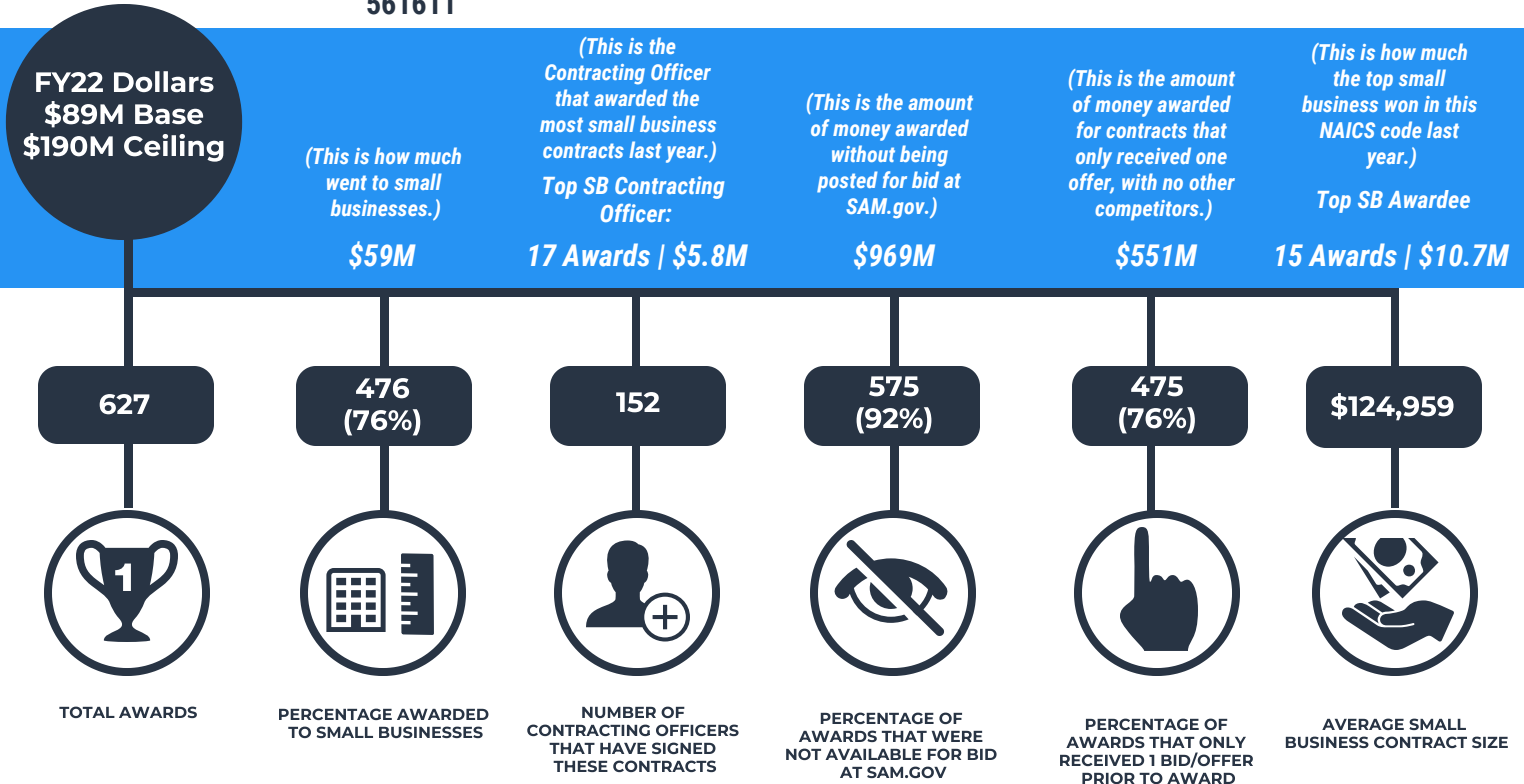 561611
FY22 Dollars
$89M Base
$190M Ceiling
(This is how much
went to small
businesses.)
$59M
(This is the
Contracting Officer
that awarded the
most small business
contracts last year.)
Top SB Contracting
Officer:
17 Awards | $5.8M
(This is the amount
of money awarded
without being
posted for bid at
SAM.gov.)
$969M
(This is the amount
of money awarded
for contracts that
only received one
offer, with no other
competitors.)
$551M
(This is how much
the top small
business won in this
NAICS code last
year.)
Top SB Awardee
15 Awards | $10.7M
627
476
(76%)
152
575
(92%)
475
(76%)
$124,959
1
TOTAL AWARDS
PERCENTAGE AWARDED
TO SMALL BUSINESSES
NUMBER OF
CONTRACTING OFFICERS
THAT HAVE SIGNED
THESE CONTRACTS
PERCENTAGE OF
AWARDS THAT WERE
NOT AVAILABLE FOR BID
AT SAM.GOV
PERCENTAGE OF
AWARDS THAT ONLY
RECEIVED 1 BID/OFFER
PRIOR TO AWARD
AVERAGE SMALL
BUSINESS CONTRACT SIZE